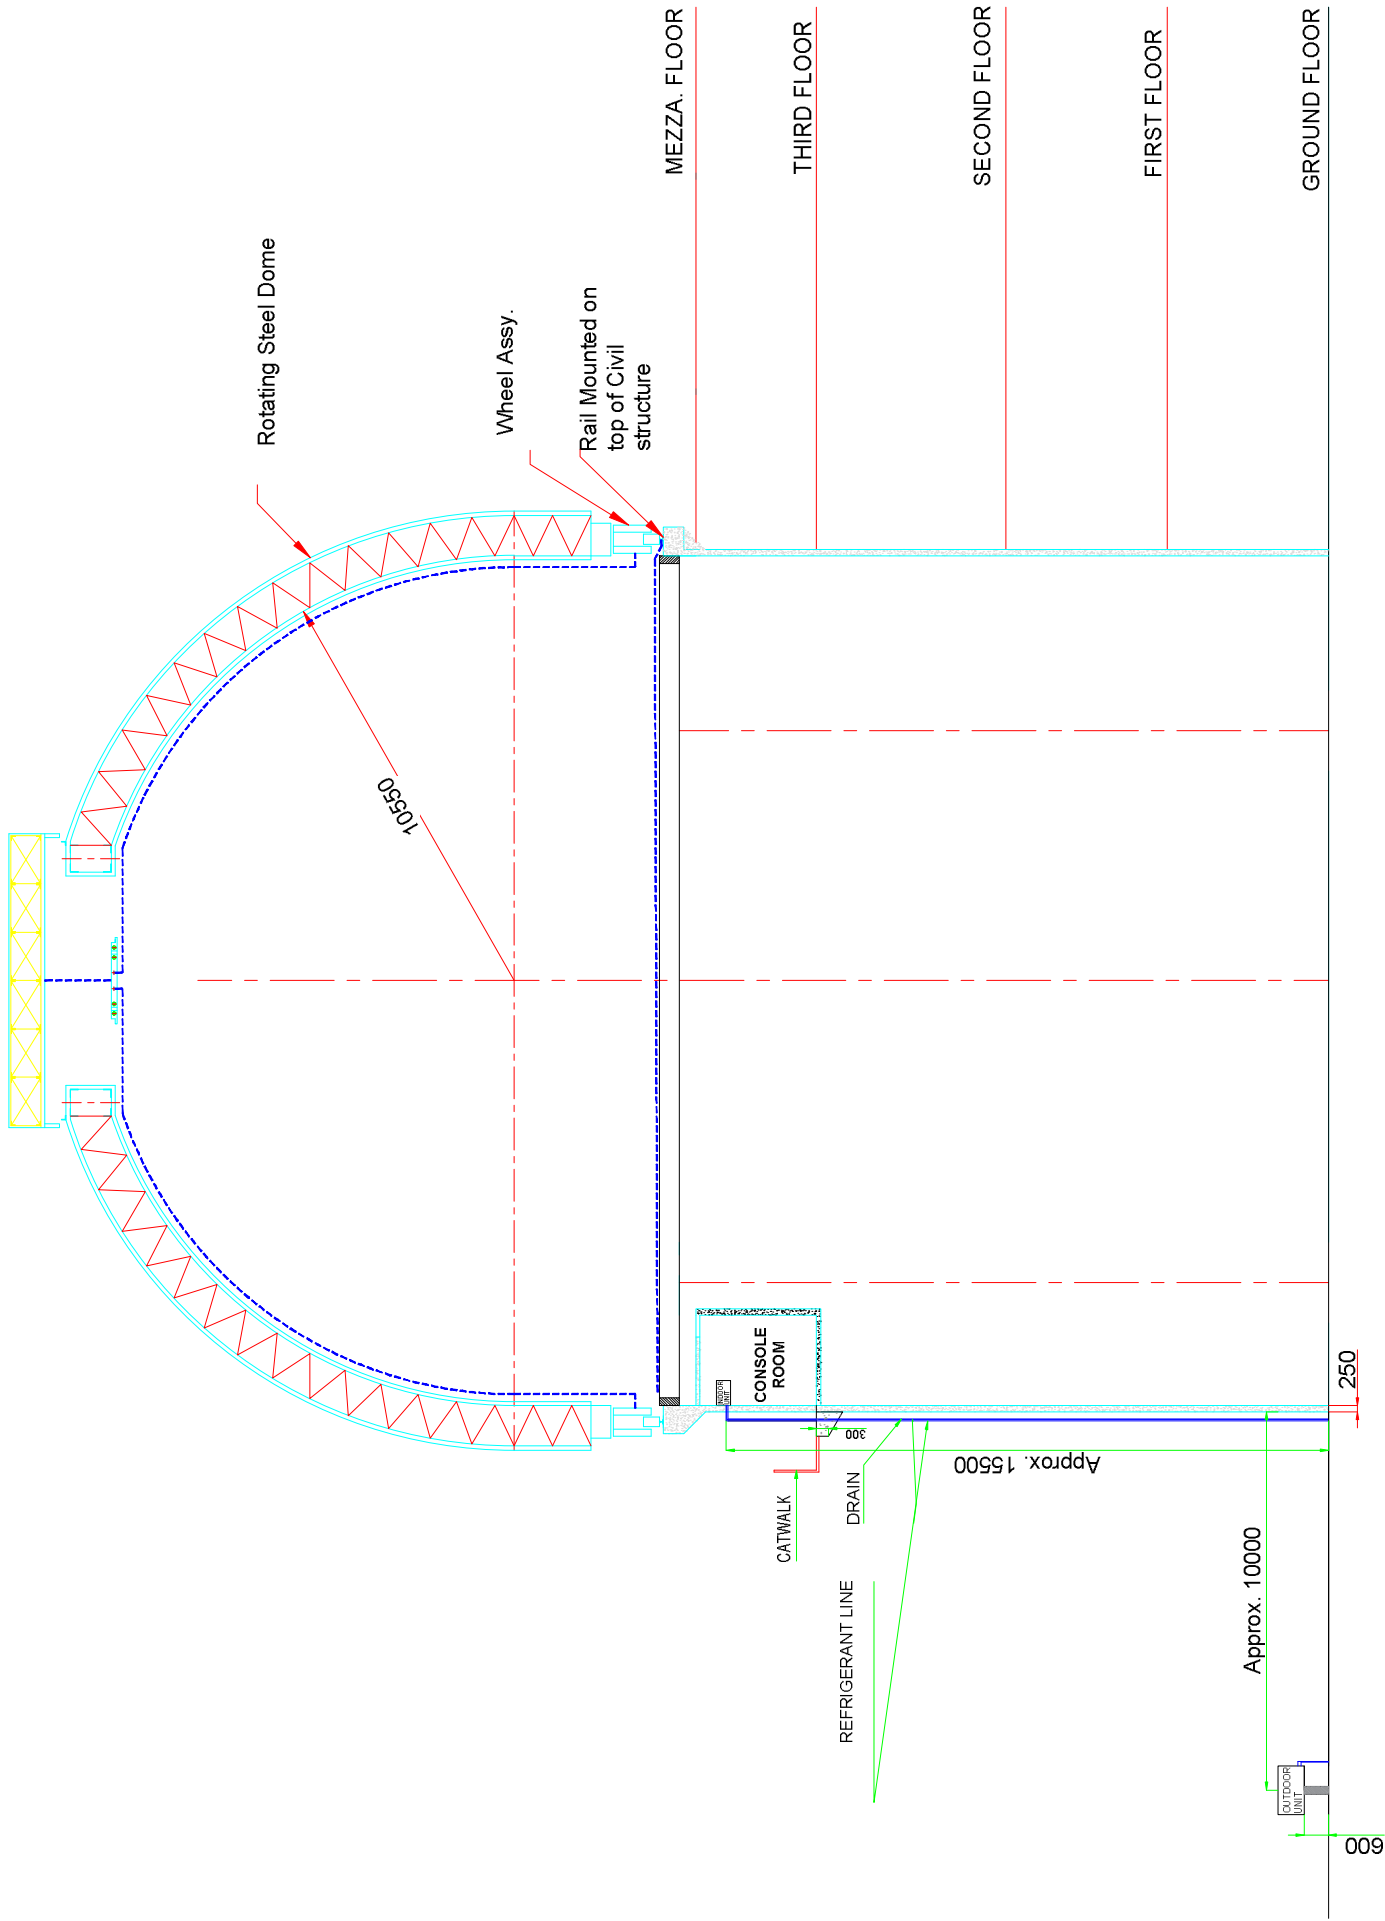 MEZZA. FLOOR
THIRD FLOOR
SECOND FLOOR
FIRST FLOOR
GROUND FLOOR
Rotating Steel Dome
Wheel Assy.
Rail Mounted on
top of Civil
structure
10550
CONSOLE
ROOM
INDOOR
UNIT
250
300
Approx. 15500
CATWALK
DRAIN
REFRIGERANT LINE
Approx. 10000
OUTDOOR
UNIT
600